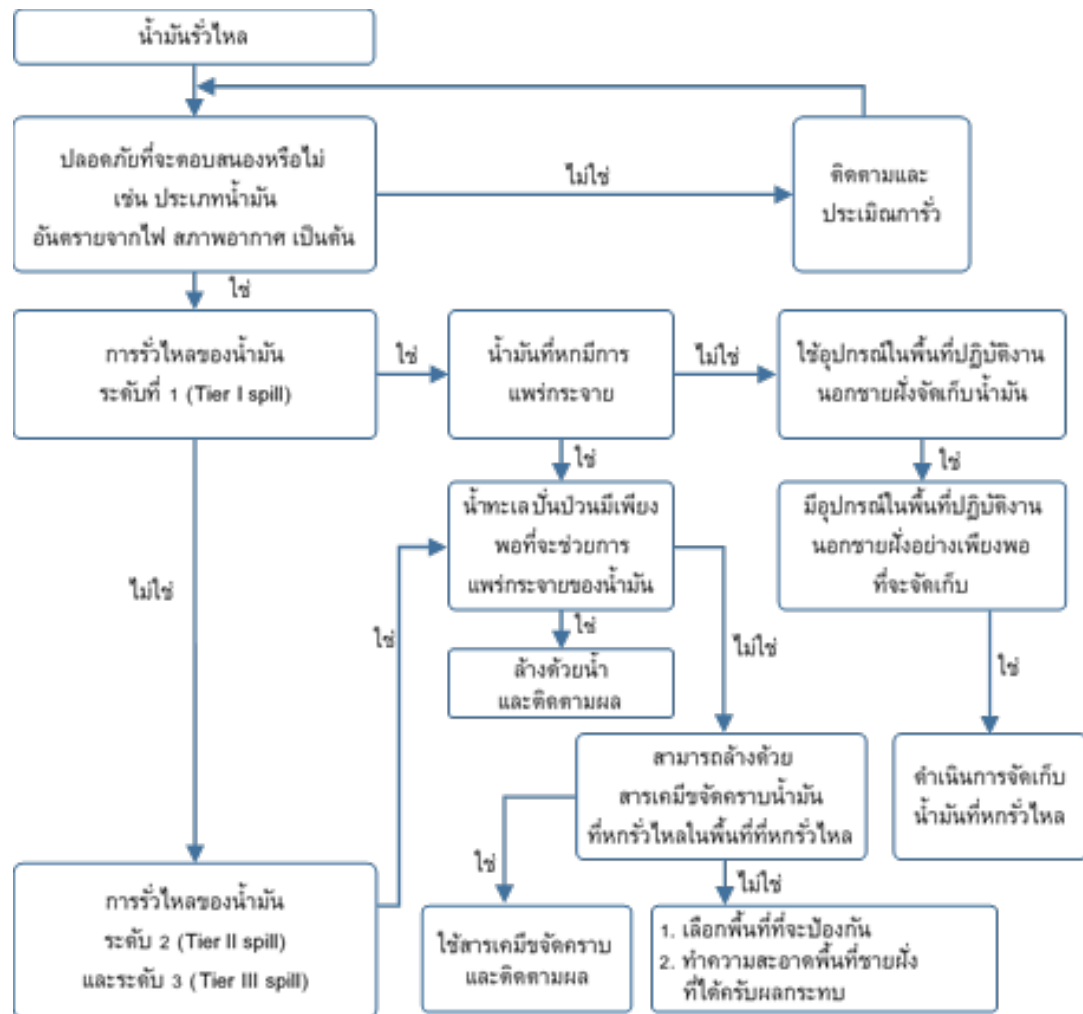 น้ำมันรั่วไหล
ปลอดภัยที่จะตอบสนองหรือไม่
เช่น ประเภทน้ำมัน
อันตรายจากไฟ สภาพอากาศ เป็นต้น
ไม่ใช่
ติดตามและ
ประเมิณการรั่ว
ใช่
การรั่วไหลของน้ำมัน
ระดับที่ 1 (Tier I spill)
ใช่
น้ำมันที่หกมีการ
แพร่กระจาย
ไม่ใช่
ใช้อุปกรณ์ในพื้นที่ปฏิบัติงาน
นอกชายฝั่งจัดเก็บน้ำมัน
ใช่
ใช่
น้ำทะเลปั่นป่วนมีเพียง
พอที่จะช่วยการ
แพร่กระจายของน้ำมัน
มีอุปกรณ์ในพื้นที่ปฏิบัติงาน
นอกชายฝั่งอย่างเพียงพอ
ที่จะจัดเก็บ
ไม่ใช่
ใช่
ใช่
ไม่ใช่
ใช่
ล้างด้วยน้ำ
และติดตามผล
สามารถล้างด้วย
สารเคมีขจัดคราบน้ำมัน
ที่หกรั่วไหลในพื้นที่ที่หกรั่วไหล
ดำเนินการจัดเก็บ
น้ำมันที่หกรั่วไหล
ใช่
ไม่ใช่
การรั่วไหลของน้ำมัน
ระดับ 2 (Tier II spill)
และระดับ 3 (Tier III spill)
ใช้สารเคมีขจัดคราบ
และติดตามผล
1. เลือกพื้นที่ที่จะป้องกัน
2. ทำความสะอาดพื้นที่ชายฝั่ง
ที่ได้ครับผลกระทบ